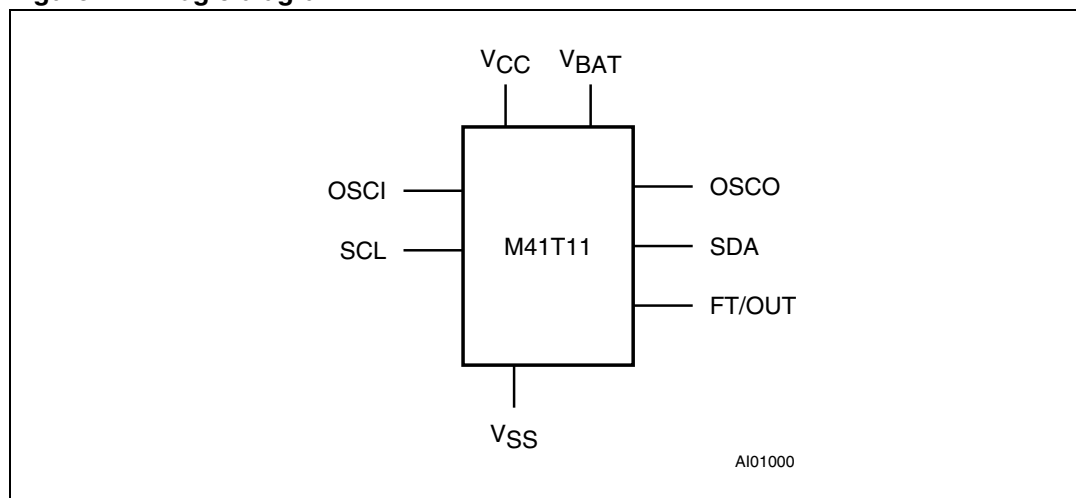 VCC VBAT
OSCI OSCO
SCL M41T11 SDA
FT/OUT
VSS
AI01000